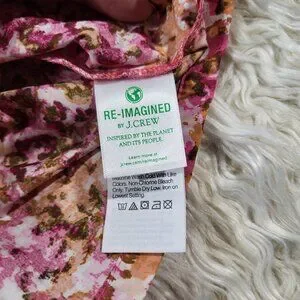 RE-IMAGINED
BY J.CREW
INSPIRED BY THE PLANET
AND ITS PEOPLE.
Learn more at
jcrew.com/reimagined
Machine Wash Cold With Like
Colors. Non-Chlorine Bleach
Only. Tumble Dry Low. Iron on
Lowest Setting.